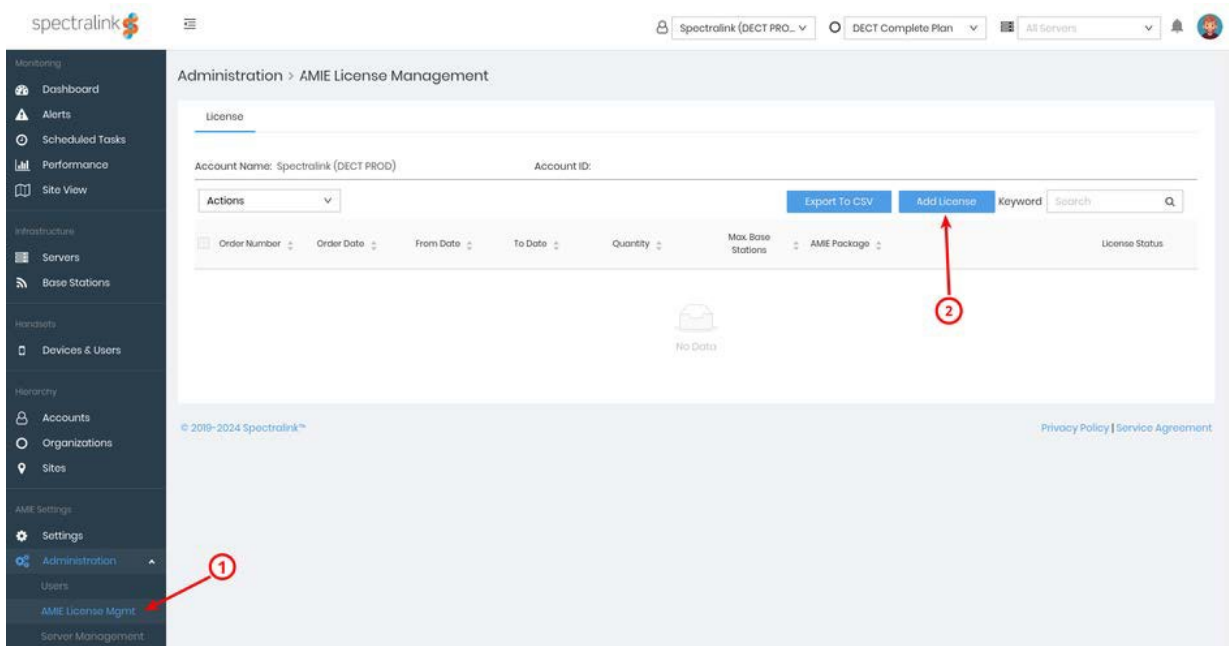 spectralink
Spectralink (DECT PRO...
DECT Complete Plan
All Servers
Monitoring
Dashboard
Alerts
Scheduled Tasks
Performance
Site View
Infrastructure
Servers
Base Stations
Handsets
Devices & Users
Hierarchy
Accounts
Organizations
Sites
AMIE Settings
Settings
Administration
Users
AMIE License Mgmt
Server Management
1
Administration > AMIE License Management
License
Account Name: Spectralink (DECT PROD) Account ID:
Actions Export To CSV Add License Keyword Search
Order Number Order Date From Date To Date Quantity Max. Base Stations AMIE Package License Status
2
No Data
© 2019-2024 Spectralink™ Privacy Policy | Service Agreement